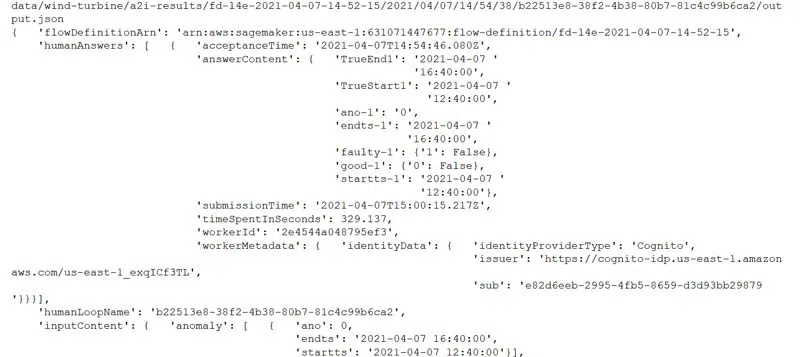 data/wind-turbine/a2i-results/fd-14e-2021-04-07-14-52-15/2021/04/07/14/54/38/b22513e8-38f2-4b38-80b7-81c4c99b6ca2/out
put.json
{   'flowDefinitionArn': 'arn:aws:sagemaker:us-east-1:631071447677:flow-definition/fd-14e-2021-04-07-14-52-15',
    'humanAnswers': [   {   'acceptanceTime': '2021-04-07T14:54:46.080Z',
                            'answerContent': {   'TrueEnd1': '2021-04-07 '
                                                             '16:40:00',
                                                 'TrueStart1': '2021-04-07 '
                                                               '12:40:00',
                                                 'ano-1': '0',
                                                 'endts-1': '2021-04-07 '
                                                            '16:40:00',
                                                 'faulty-1': {'1': False},
                                                 'good-1': {'0': False},
                                                 'startts-1': '2021-04-07 '
                                                              '12:40:00'},
                            'submissionTime': '2021-04-07T15:00:15.217Z',
                            'timeSpentInSeconds': 329.137,
                            'workerId': '2e4544a048795ef3',
                            'workerMetadata': {   'identityData': {   'identityProviderType': 'Cognito',
                                                                      'issuer': 'https://cognito-idp.us-east-1.amazon
aws.com/us-east-1_exqICf3TL',
                                                                      'sub': 'e82d6eeb-2995-4fb5-8659-d3d93bb29879
'}}}],
    'humanLoopName': 'b22513e8-38f2-4b38-80b7-81c4c99b6ca2',
    'inputContent': {   'anomaly': [   {   'ano': 0,
                                           'endts': '2021-04-07 16:40:00',
                                           'startts': '2021-04-07 12:40:00'}],